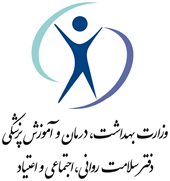 وزارت بهداشت، درمان و آموزش پزشکی
دفتر سلامت روانی، اجتماعی و اعتیاد